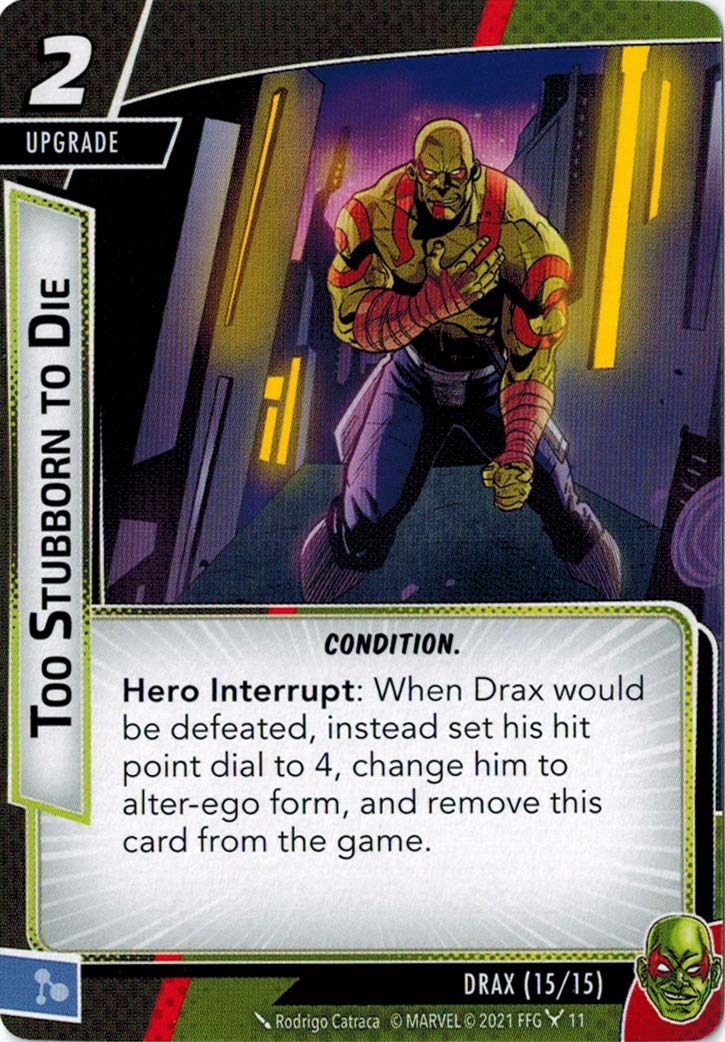 2
UPGRADE
TOO STUBBORN TO DIE
CONDITION.
Hero Interrupt: When Drax would
be defeated, instead set his hit
point dial to 4, change him to
alter-ego form, and remove this
card from the game.
DRAX (15/15)
Rodrigo Catraca © MARVEL © 2021 FFG 11